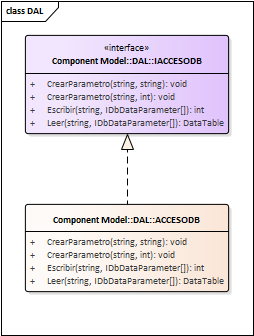 class DAL
«interface»
Component Model::DAL::IACCESODB
+ CrearParametro(string, string): void
+ CrearParametro(string, int): void
+ Escribir(string, IDbDataParameter[]): int
+ Leer(string, IDbDataParameter[]): DataTable
Component Model::DAL::ACCESODB
+ CrearParametro(string, string): void
+ CrearParametro(string, int): void
+ Escribir(string, IDbDataParameter[]): int
+ Leer(string, IDbDataParameter[]): DataTable